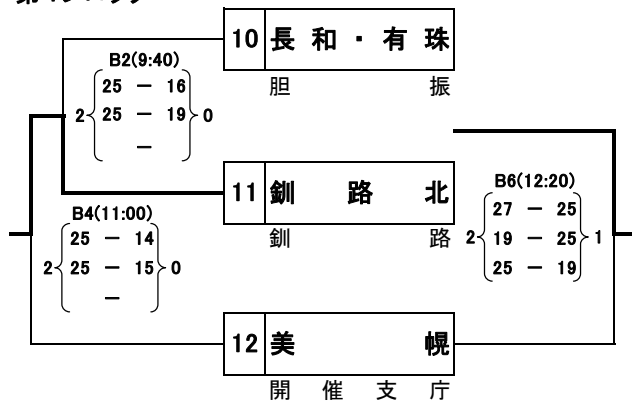 10 長和・有珠
胆振
B2(9:40)
25 － 16
2 25 － 19 0
－
11 釧路北
釧路
B4(11:00)
25 － 14
2 25 － 15 0
－
B6(12:20)
27 － 25
2 19 － 25 1
25 － 19
12 美幌
開催支庁